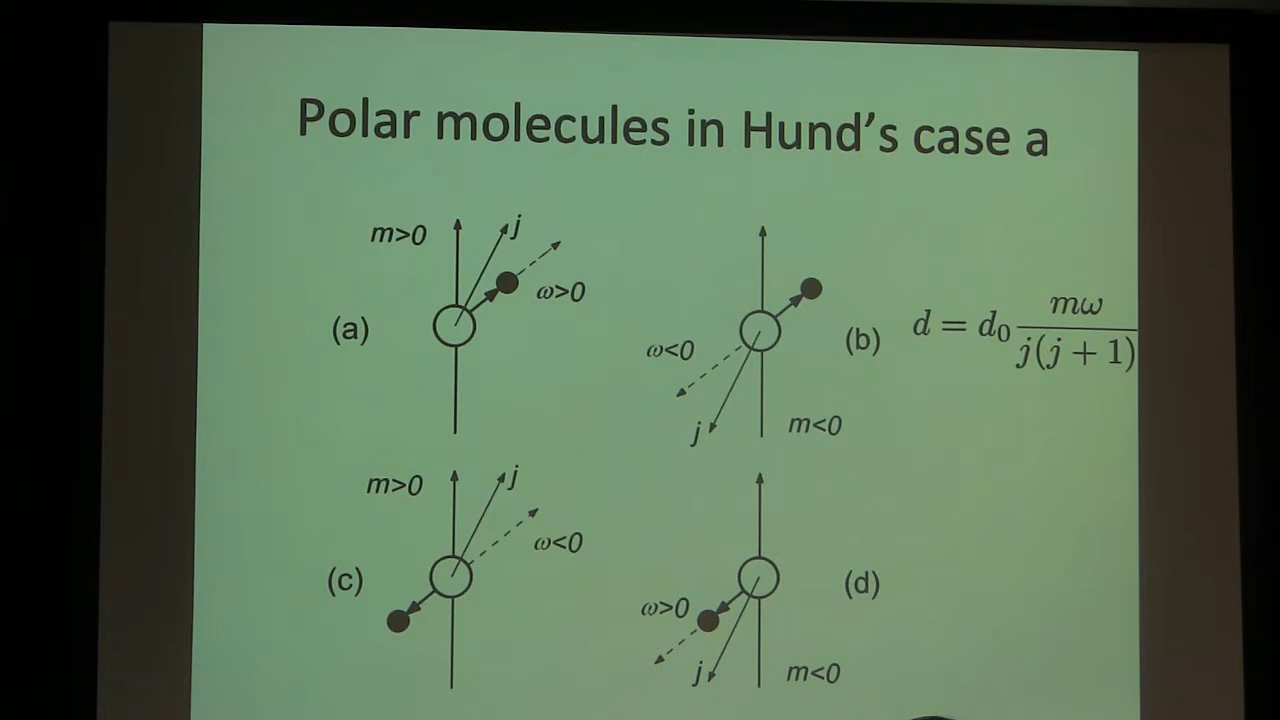 Polar molecules in Hund's case a
m>0
j
ω>0
(a)
ω<0
j
m<0
(b)
d = d₀ mω / j(j + 1)
m>0
j
ω<0
(c)
ω>0
j
m<0
(d)